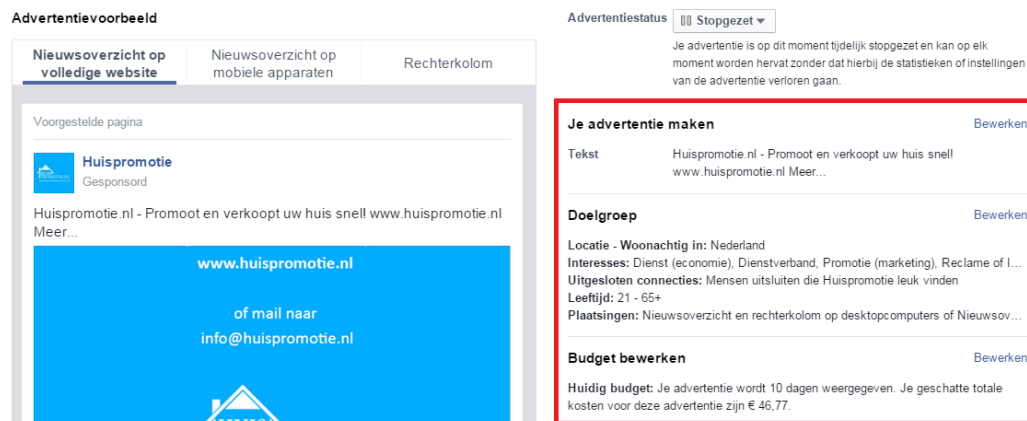 Advertentievoorbeeld
Nieuwsoverzicht op
volledige website
Nieuwsoverzicht op
mobiele apparaten
Rechterkolom
Voorgestelde pagina
Huispromotie
Gesponsord
Huispromotie.nl - Promoot en verkoopt uw huis snel! www.huispromotie.nl
Meer...
www.huispromotie.nl
of mail naar
info@huispromotie.nl
Advertentiestatus
Stopgezet
Je advertentie is op dit moment tijdelijk stopgezet en kan op elk
moment worden hervat zonder dat hierbij de statistieken of instellingen
van de advertentie verloren gaan.
Je advertentie maken
Bewerken
Tekst
Huispromotie.nl - Promoot en verkoopt uw huis snel!
www.huispromotie.nl Meer...
Doelgroep
Bewerken
Locatie - Woonachtig in: Nederland
Interesses: Dienst (economie), Dienstverband, Promotie (marketing), Reclame of I...
Uitgesloten connecties: Mensen uitsluiten die Huispromotie leuk vinden
Leeftijd: 21 - 65+
Plaatsingen: Nieuwsoverzicht en rechterkolom op desktopcomputers of Nieuwsov...
Budget bewerken
Bewerken
Huidig budget: Je advertentie wordt 10 dagen weergegeven. Je geschatte totale
kosten voor deze advertentie zijn € 46,77.